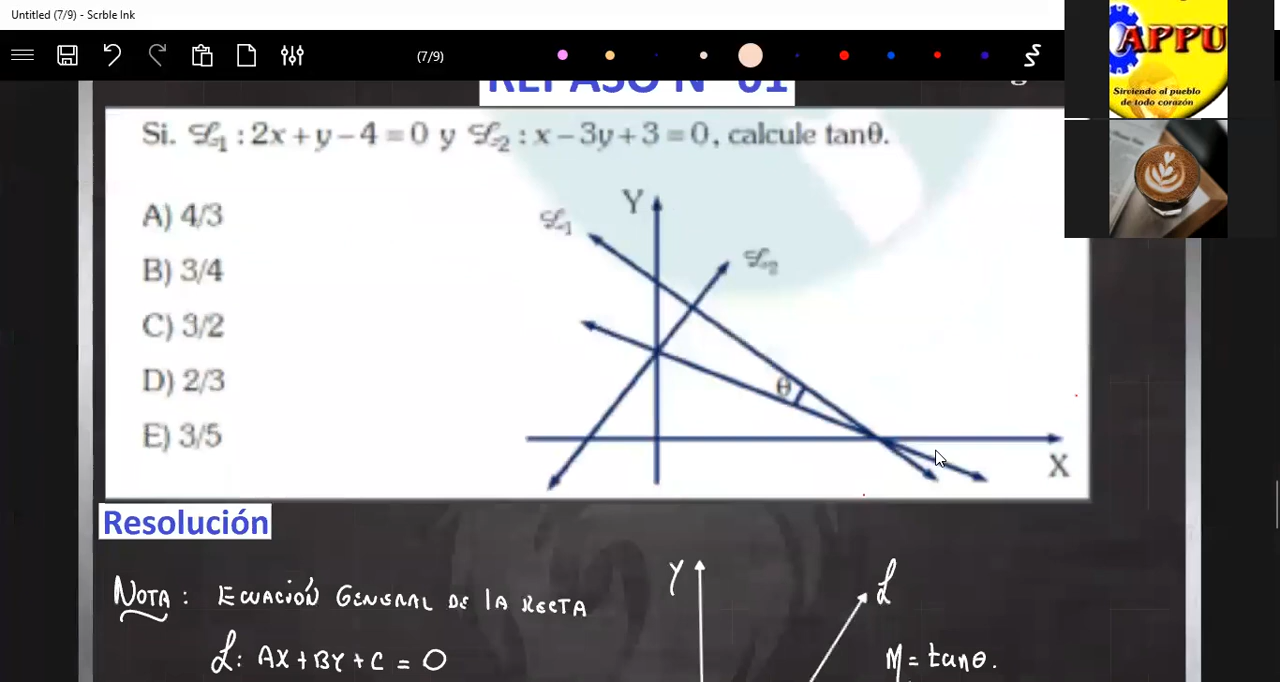 Untitled (7/9) - Scrble Ink
(7/9)
APPU
Sirviendo al pueblo
de todo corazón
REPASO N° 01
Si. ℒ₁ : 2x + y − 4 = 0 y ℒ₂ : x − 3y + 3 = 0, calcule tanθ.
A) 4/3
B) 3/4
C) 3/2
D) 2/3
E) 3/5
Y
ℒ₁
ℒ₂
θ
X
Resolución
NOTA : ECUACIÓN GENERAL DE LA RECTA
ℒ: AX + BY + C = 0
Y
ℒ
M = tanθ.